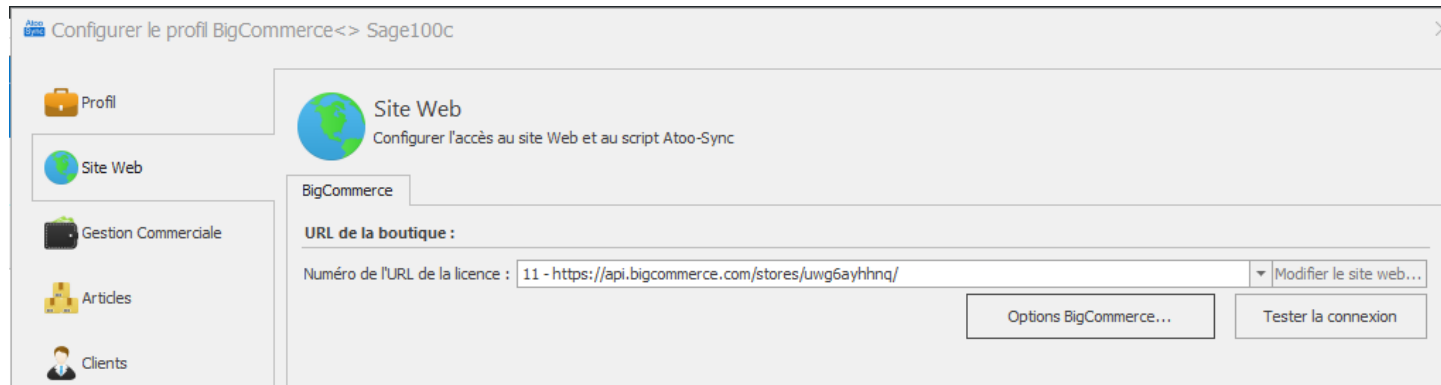 Atoo Sync
Configurer le profil BigCommerce<> Sage100c
Profil
Site Web
Gestion Commerciale
Articles
Clients
Site Web
Configurer l'accès au site Web et au script Atoo-Sync
BigCommerce
URL de la boutique :
Numéro de l'URL de la licence : 11 - https://api.bigcommerce.com/stores/uwg6ayhhnq/ Modifier le site web...
Options BigCommerce... Tester la connexion